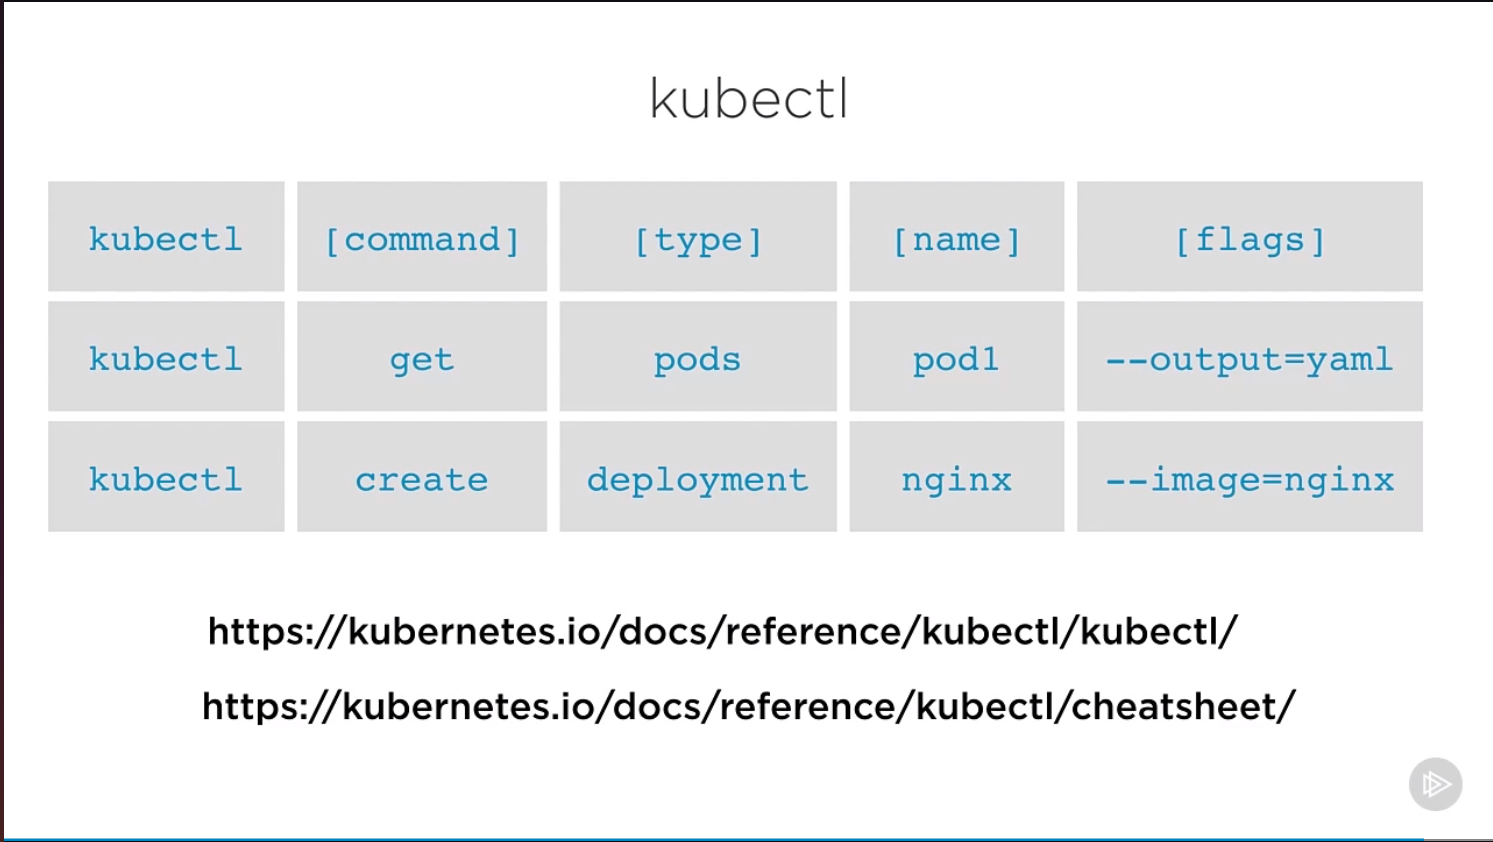 kubectl
kubectl [command] [type] [name] [flags]
kubectl get pods pod1 --output=yaml
kubectl create deployment nginx --image=nginx
https://kubernetes.io/docs/reference/kubectl/kubectl/
https://kubernetes.io/docs/reference/kubectl/cheatsheet/